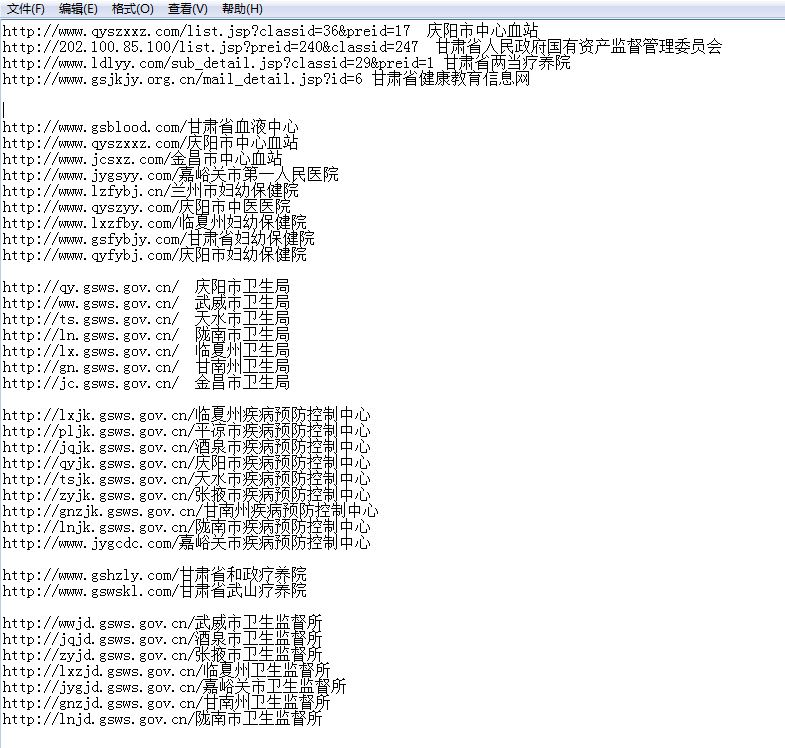 文件(F) 编辑(E) 格式(O) 查看(V) 帮助(H)
http://www.qyszxxz.com/list.jsp?classid=36&preid=17 庆阳市中心血站
http://202.100.85.100/list.jsp?preid=240&classid=247 甘肃省人民政府国有资产监督管理委员会
http://www.ldlyy.com/sub_detail.jsp?classid=29&preid=1 甘肃省两当疗养院
http://www.gsjkjy.org.cn/mail_detail.jsp?id=6 甘肃省健康教育信息网
http://www.gsblood.com/甘肃省血液中心
http://www.qyszxxz.com/庆阳市中心血站
http://www.jcsxz.com/金昌市中心血站
http://www.jygsyy.com/嘉峪关市第一人民医院
http://www.lzfybj.cn/兰州市妇幼保健院
http://www.qyszyy.com/庆阳市中医医院
http://www.lxzfby.com/临夏州妇幼保健院
http://www.gsfybjy.com/甘肃省妇幼保健院
http://www.qyfybj.com/庆阳市妇幼保健院
http://qy.gsws.gov.cn/ 庆阳市卫生局
http://ww.gsws.gov.cn/ 武威市卫生局
http://ts.gsws.gov.cn/ 天水市卫生局
http://ln.gsws.gov.cn/ 陇南市卫生局
http://lx.gsws.gov.cn/ 临夏州卫生局
http://gn.gsws.gov.cn/ 甘南州卫生局
http://jc.gsws.gov.cn/ 金昌市卫生局
http://lxjk.gsws.gov.cn/临夏州疾病预防控制中心
http://pljk.gsws.gov.cn/平凉市疾病预防控制中心
http://jqjk.gsws.gov.cn/酒泉市疾病预防控制中心
http://qyjk.gsws.gov.cn/庆阳市疾病预防控制中心
http://tsjk.gsws.gov.cn/天水市疾病预防控制中心
http://zyjk.gsws.gov.cn/张掖市疾病预防控制中心
http://gnzjk.gsws.gov.cn/甘南州疾病预防控制中心
http://lnjk.gsws.gov.cn/陇南市疾病预防控制中心
http://www.jygcdc.com/嘉峪关市疾病预防控制中心
http://www.gshzly.com/甘肃省和政疗养院
http://www.gswskl.com/甘肃省武山疗养院
http://wwjd.gsws.gov.cn/武威市卫生监督所
http://jqjd.gsws.gov.cn/酒泉市卫生监督所
http://zyjd.gsws.gov.cn/张掖市卫生监督所
http://lxzjd.gsws.gov.cn/临夏州卫生监督所
http://jygjd.gsws.gov.cn/嘉峪关市卫生监督所
http://gnzjd.gsws.gov.cn/甘南州卫生监督所
http://lnjd.gsws.gov.cn/陇南市卫生监督所